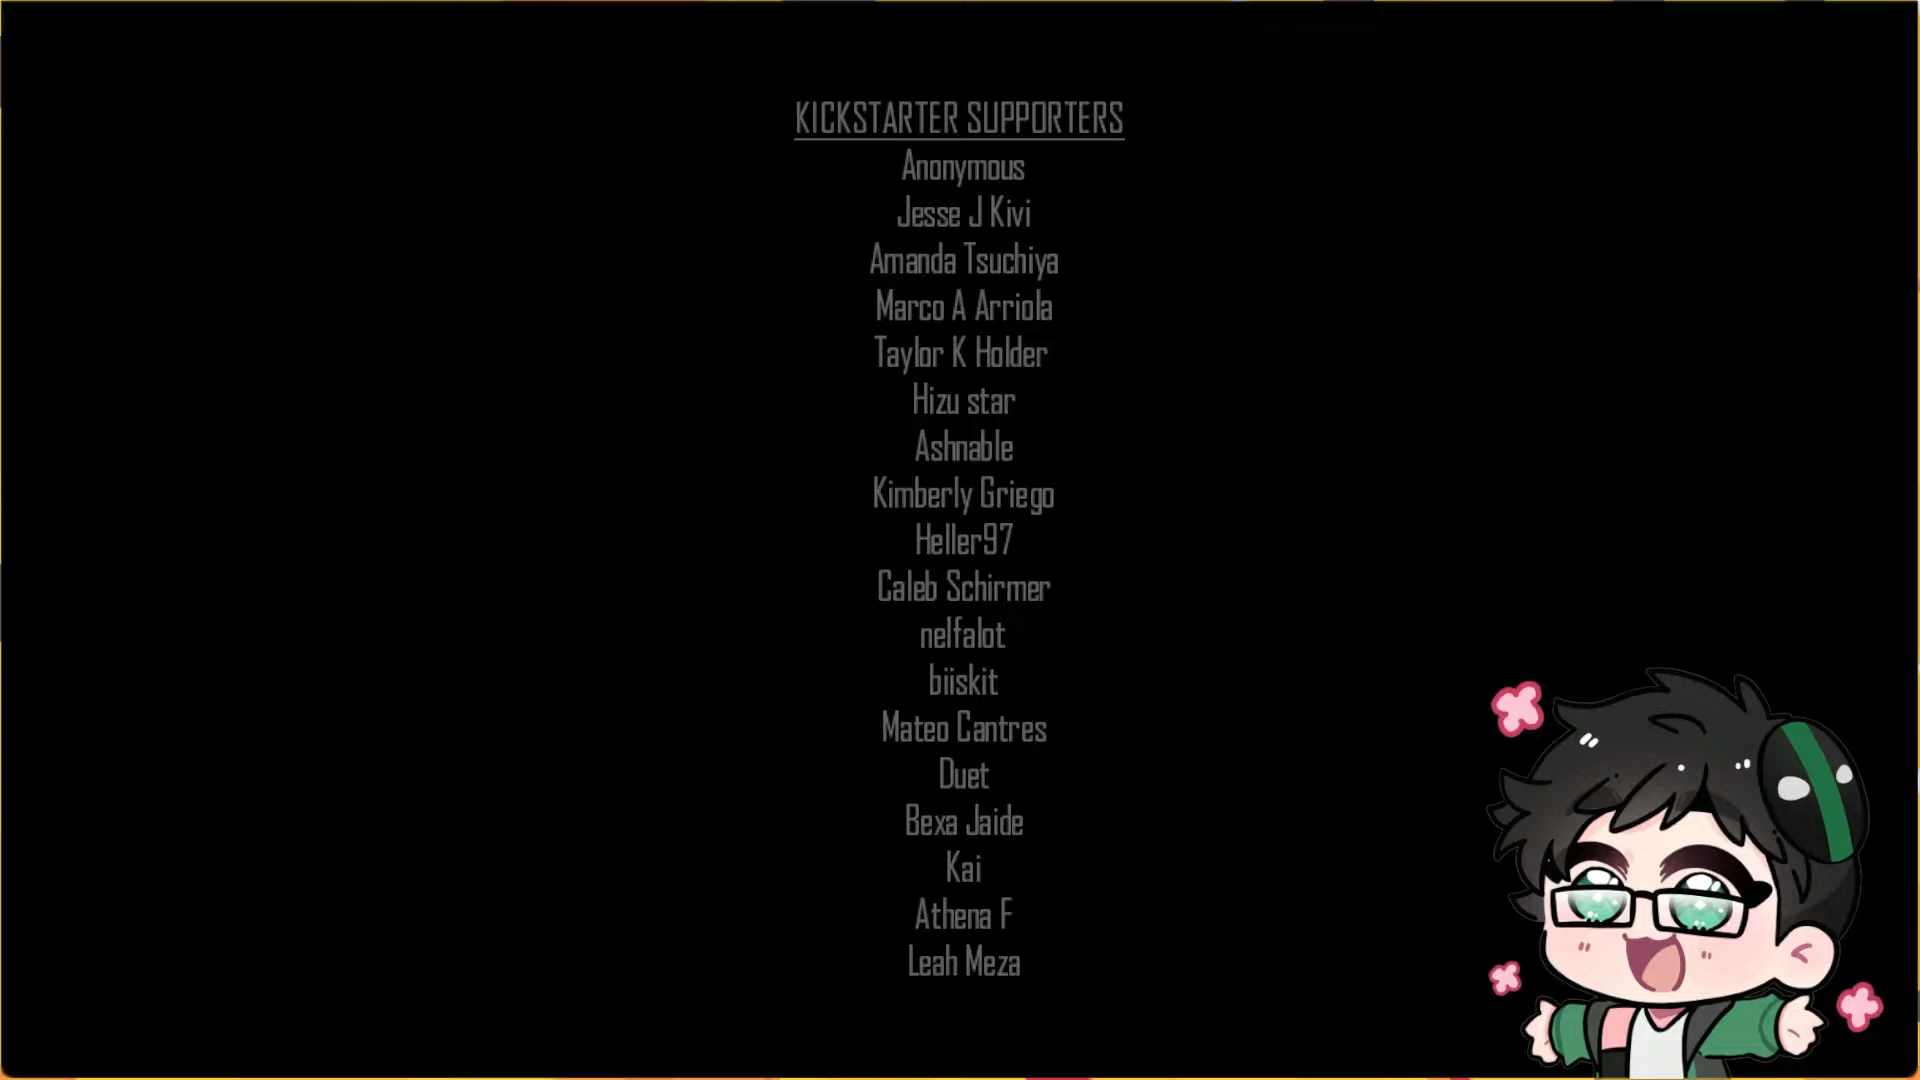 KICKSTARTER SUPPORTERS
Anonymous
Jesse J Kivi
Amanda Tsuchiya
Marco A Arriola
Taylor K Holder
Hizu star
Ashnable
Kimberly Griego
Heller97
Caleb Schirmer
nelfalot
biiskit
Mateo Cantres
Duet
Bexa Jaide
Kai
Athena F
Leah Meza